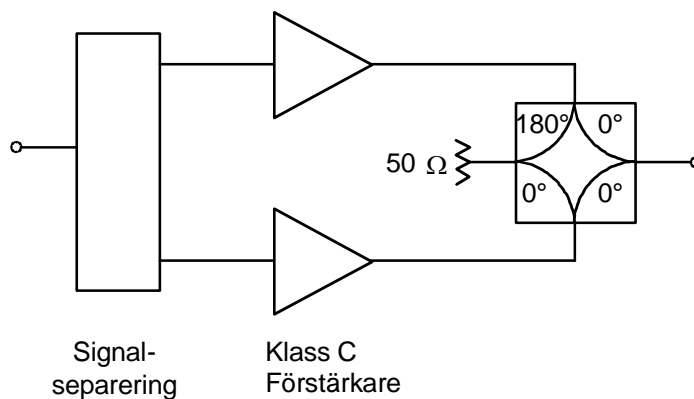 180° 0°
50 Ω
0° 0°
Signal-
separering
Klass C
Förstärkare